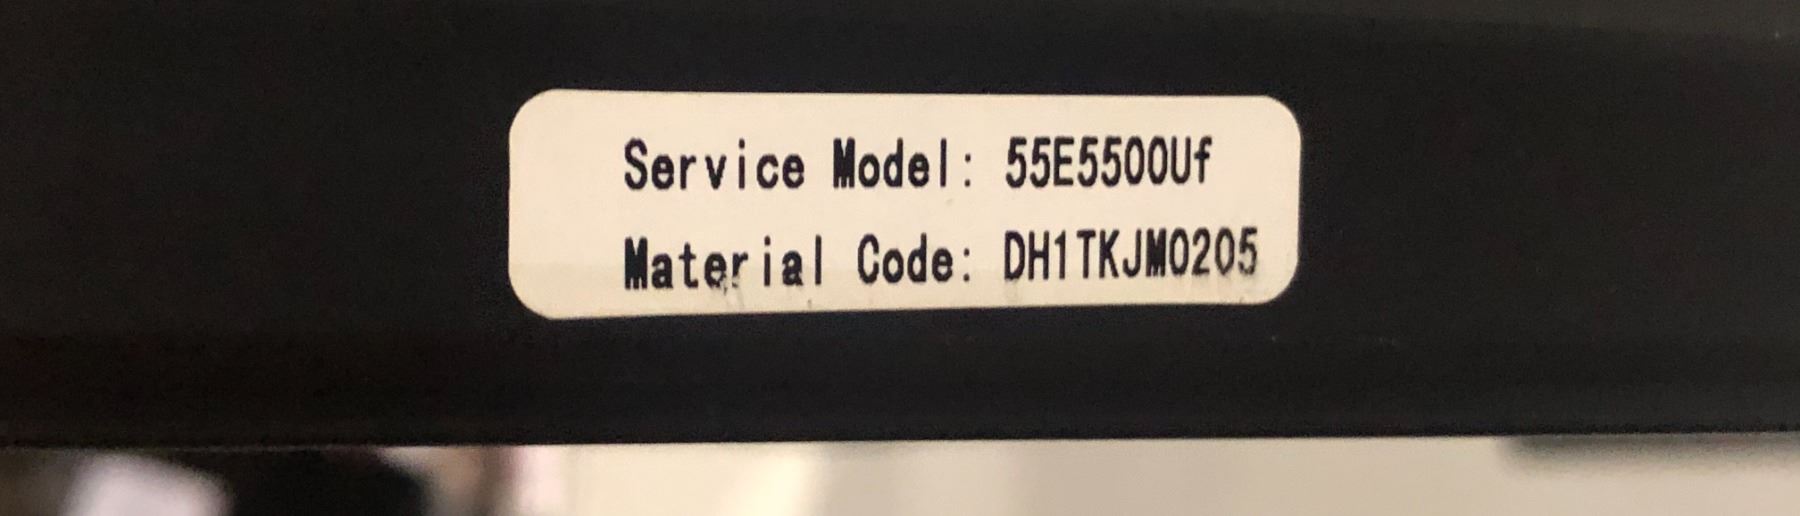 Service Model: 55E5500Uf
Material Code: DH1TKJM0205